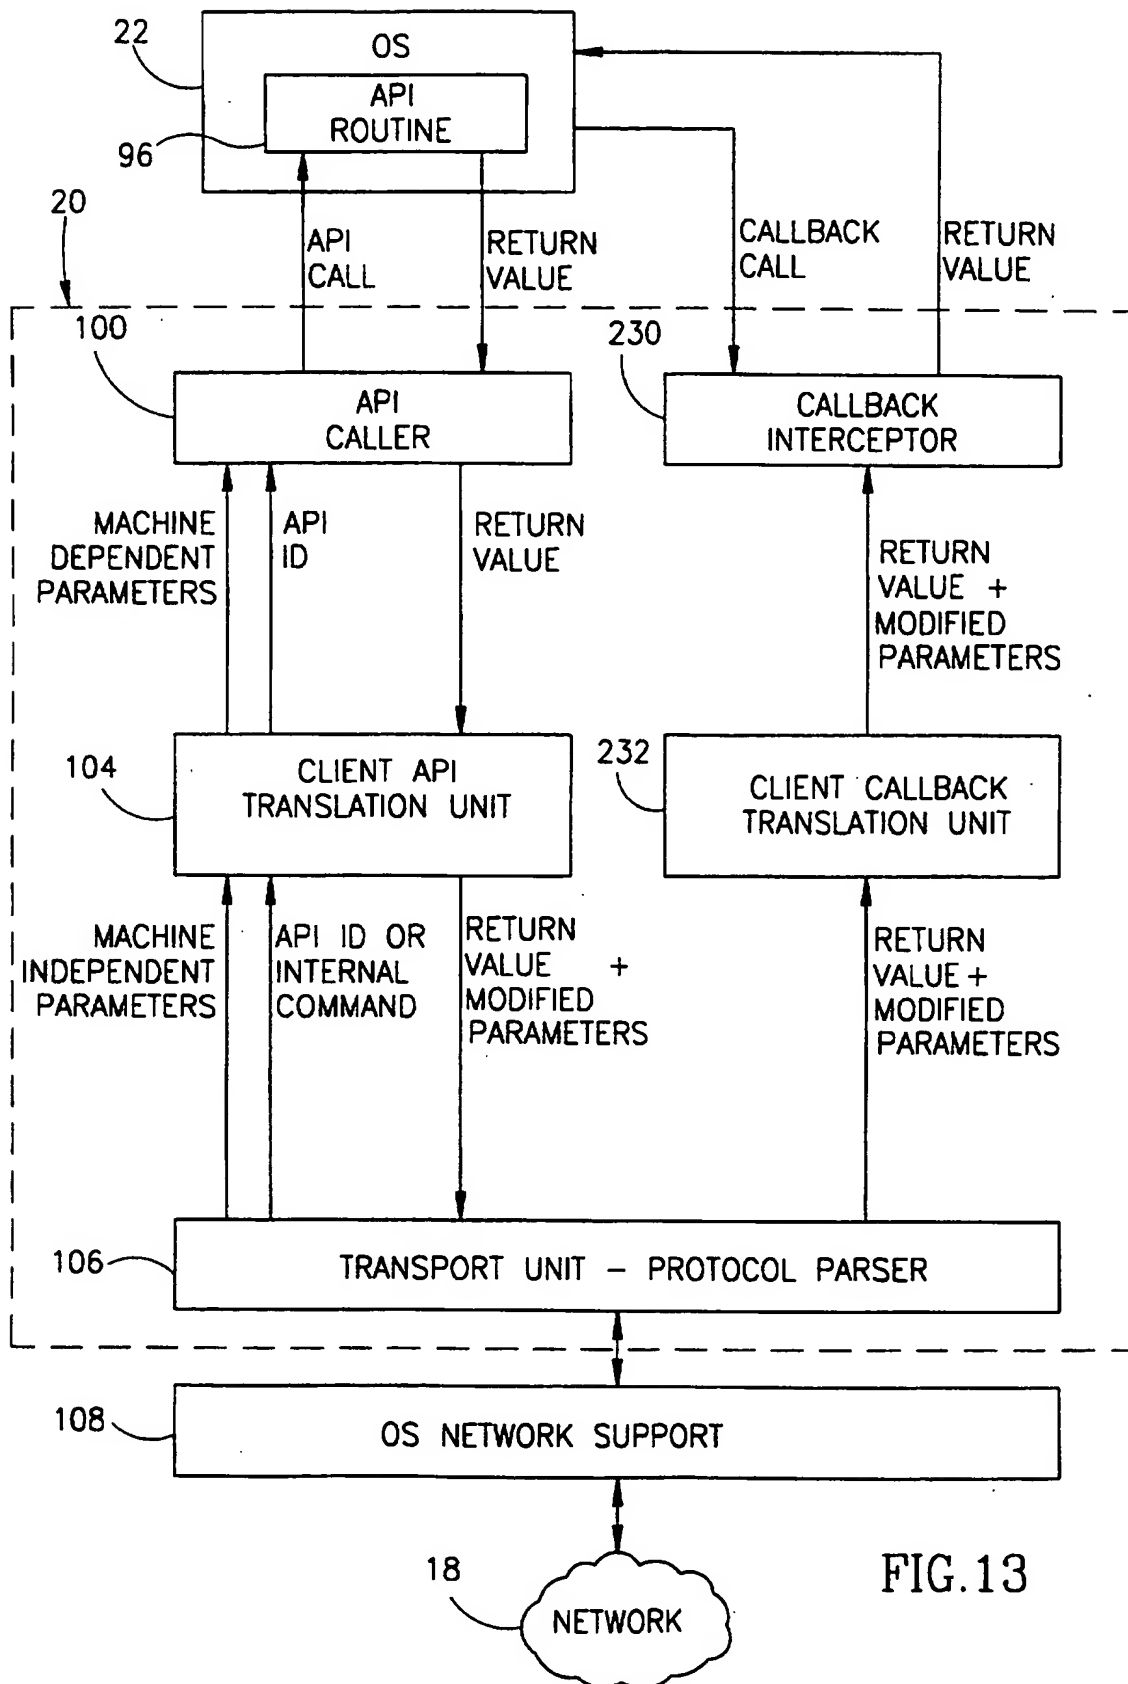 22
OS
API
ROUTINE
96
20
API
CALL
RETURN
VALUE
CALLBACK
CALL
RETURN
VALUE
100
API
CALLER
230
CALLBACK
INTERCEPTOR
MACHINE
DEPENDENT
PARAMETERS
API
ID
RETURN
VALUE
RETURN
VALUE +
MODIFIED
PARAMETERS
104
CLIENT API
TRANSLATION UNIT
232
CLIENT CALLBACK
TRANSLATION UNIT
MACHINE
INDEPENDENT
PARAMETERS
API ID OR
INTERNAL
COMMAND
RETURN
VALUE +
MODIFIED
PARAMETERS
RETURN
VALUE+
MODIFIED
PARAMETERS
106
TRANSPORT UNIT – PROTOCOL PARSER
108
OS NETWORK SUPPORT
18
NETWORK
FIG.13